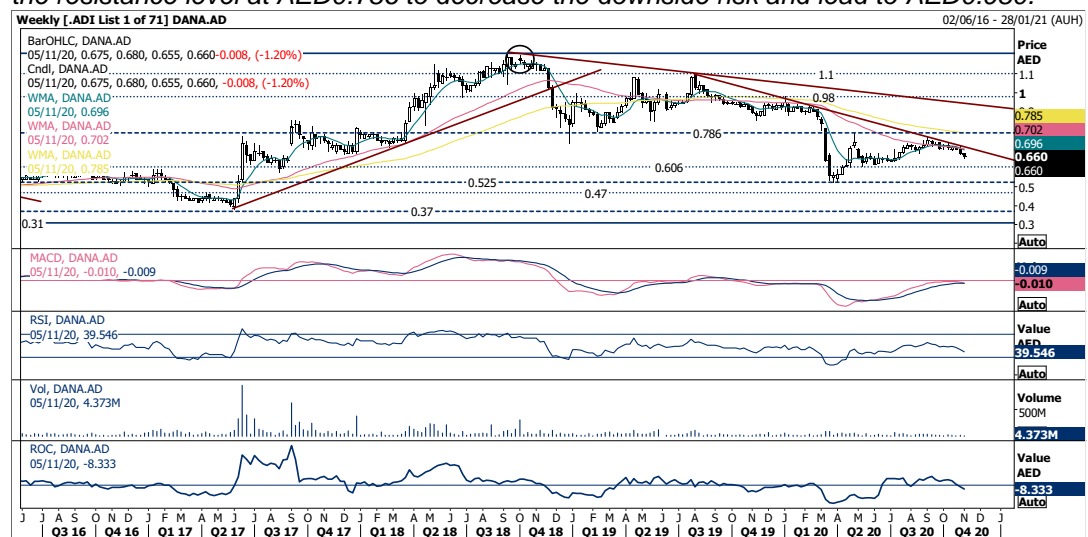 Weekly [.ADI List 1 of 71] DANA.AD
02/06/16 - 28/01/21 (AUH)
BarOHLC, DANA.AD
05/11/20, 0.675, 0.680, 0.655, 0.660-0.008, (-1.20%)
Cndl, DANA.AD
05/11/20, 0.675, 0.680, 0.655, 0.660, -0.008, (-1.20%)
WMA, DANA.AD
05/11/20, 0.696
WMA, DANA.AD
05/11/20, 0.702
WMA, DANA.AD
05/11/20, 0.785
1.1
0.98
0.786
0.606
0.525
0.47
0.37
0.31
Price
AED
1.1
1
0.785
0.702
0.696
0.660
0.660
0.5
0.4
0.3
Auto
MACD, DANA.AD
05/11/20, -0.010, -0.009
-0.009
-0.010
Auto
RSI, DANA.AD
05/11/20, 39.546
Value
AED
39.546
Auto
Vol, DANA.AD
05/11/20, 4.373M
Volume
500M
4.373M
ROC, DANA.AD
05/11/20, -8.333
Value
AED
-8.333
Auto
J J A S O N D J F M A M J J A S O N D J F M A M J J A S O N D J F M A M J J A S O N D J F M A M J J A S O N D J
Q3 16 Q4 16 Q1 17 Q2 17 Q3 17 Q4 17 Q1 18 Q2 18 Q3 18 Q4 18 Q1 19 Q2 19 Q3 19 Q4 19 Q1 20 Q2 20 Q3 20 Q4 20